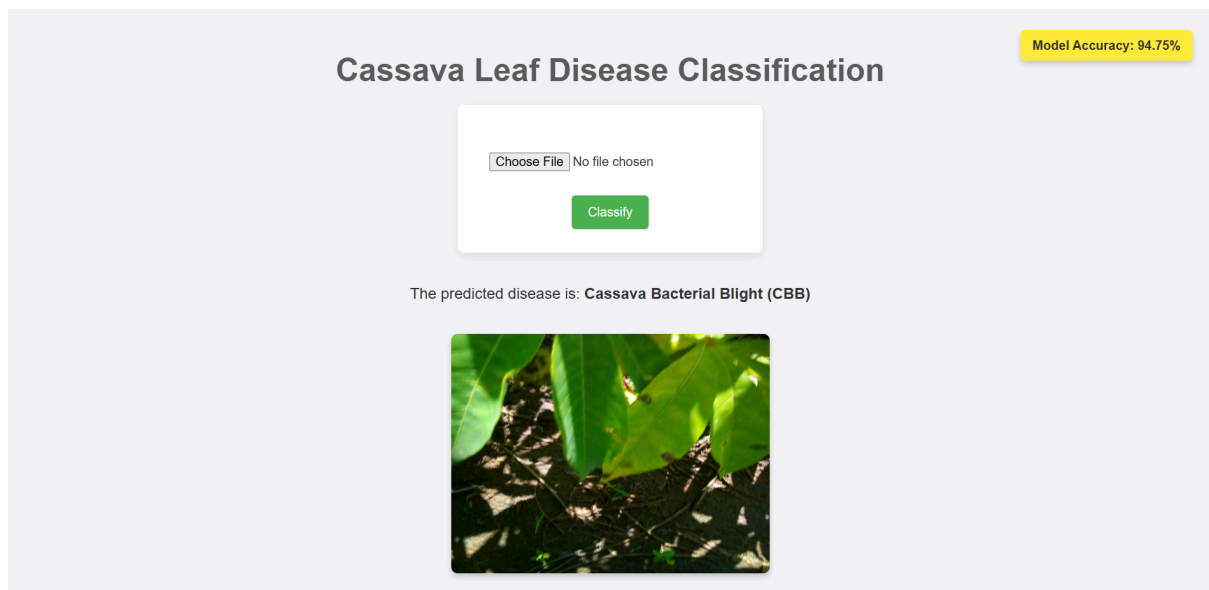 Model Accuracy: 94.75%
Cassava Leaf Disease Classification
Choose File No file chosen
Classify
The predicted disease is: Cassava Bacterial Blight (CBB)